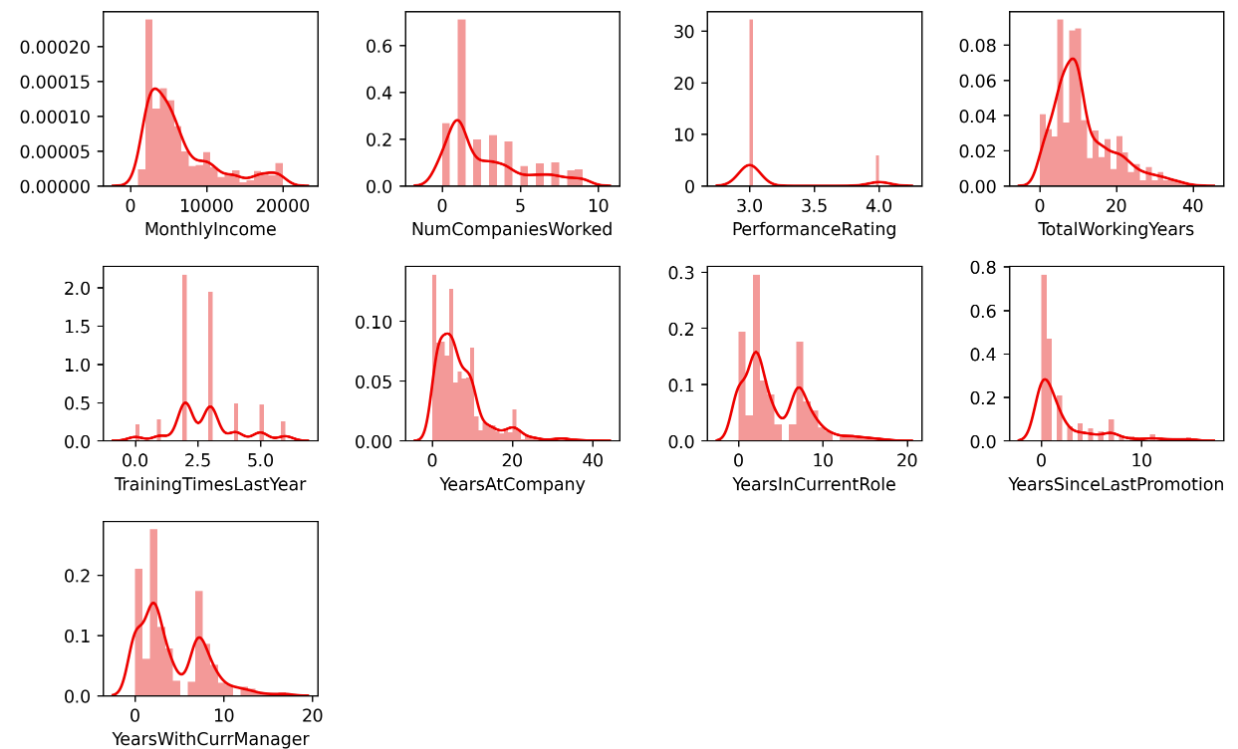 0.00020
0.00015
0.00010
0.00005
0.00000
0 10000 20000
MonthlyIncome
0.6
0.4
0.2
0.0
0 5 10
NumCompaniesWorked
30
20
10
0
3.0 3.5 4.0
PerformanceRating
0.08
0.06
0.04
0.02
0.00
0 20 40
TotalWorkingYears
2.0
1.5
1.0
0.5
0.0
0.0 2.5 5.0
TrainingTimesLastYear
0.10
0.05
0.00
0 20 40
YearsAtCompany
0.3
0.2
0.1
0.0
0 10 20
YearsInCurrentRole
0.8
0.6
0.4
0.2
0.0
0 10
YearsSinceLastPromotion
0.2
0.1
0.0
0 10 20
YearsWithCurrManager